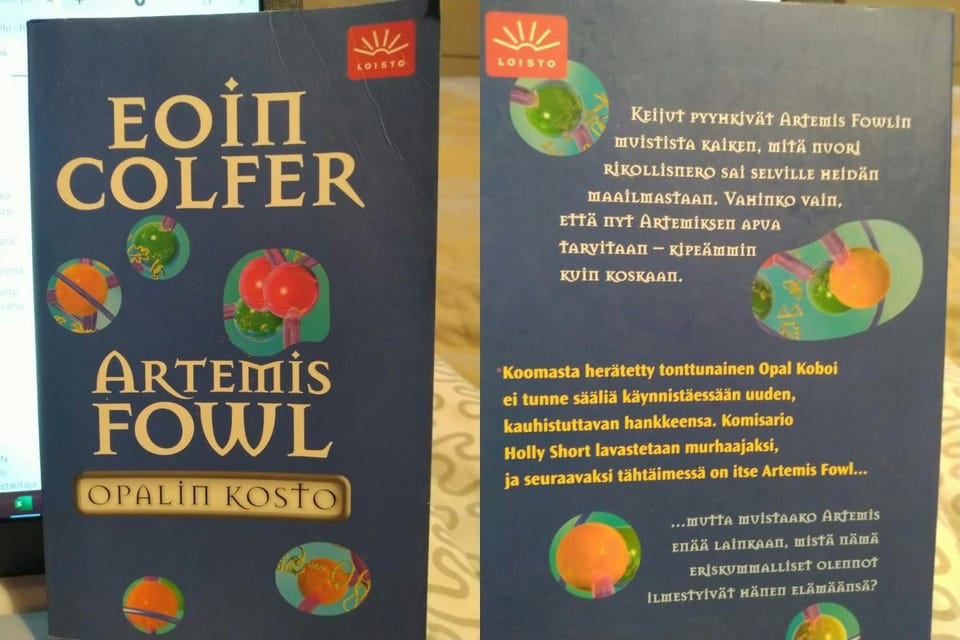 LOISTO
EOIN
COLFER
ARTEMIS
FOWL
OPALIN KOSTO
LOISTO
KEIJUT PYYHKIVÄT ARTEMIS FOWLIN
MUISTISTA KAIKEN, MITÄ NUORI
RIKOLLISNERO SAI SELVILLE HEIDÄN
MAAILMASTAAN. VAHINKO VAIN,
ETTÄ NYT ARTEMIKSEN APUA
TARVITAAN – KIPEÄMMIN
KUIN KOSKAAN.
Koomasta herätetty tonttunainen Opal Koboi
ei tunne sääliä käynnistäessään uuden,
kauhistuttavan hankkeensa. Komisario
Holly Short lavastetaan murhaajaksi,
ja seuraavaksi tähtäimessä on itse Artemis Fowl...
...MUTTA MUISTAAKO ARTEMIS
ENÄÄ LAINKAAN, MISTÄ NÄMÄ
ERISKUMMALLISET OLENNOT
ILMESTYIVÄT HÄNEN ELÄMÄÄNSÄ?